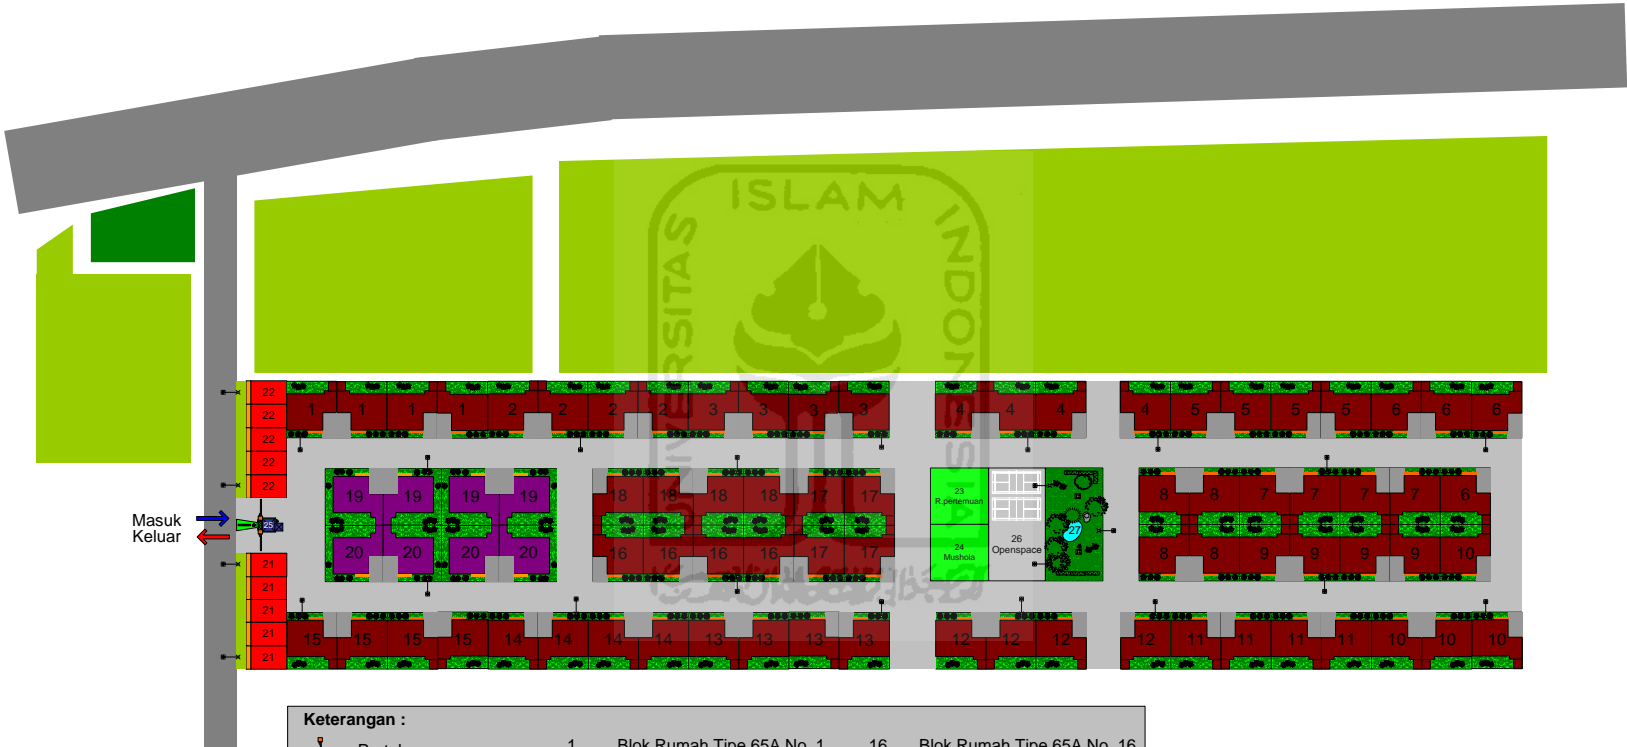 UNIVERSITAS ISLAM INDONESIA
22 1 1 1 1 2 2 2 2 3 3 3 3 4 4 4 4 5 5 5 5 6 6 6
22
22
22
22
19 19 19 19 18 18 18 18 17 17 8 8 7 7 7 7 6
23
R.pertemuan
Masuk
Keluar
25
27
26
Openspace
24
Mushola
20 20 20 20 16 16 16 16 17 17 8 8 9 9 9 9 10
21
21
21
21
21
15 15 15 15 14 14 14 14 13 13 13 13 12 12 12 12 11 11 11 11 10 10 10
Keterangan :
1 Blok Rumah Tipe 65A No. 1 16 Blok Rumah Tipe 65A No. 16